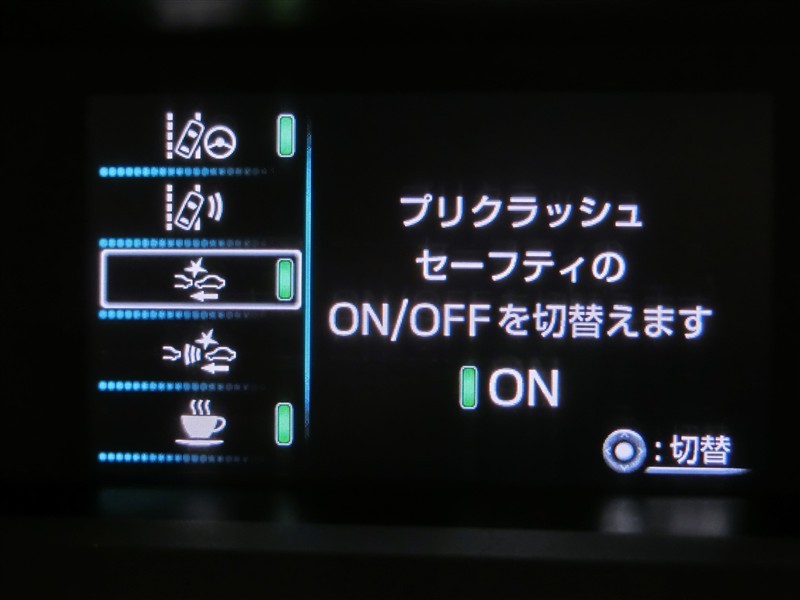 プリクラッシュ
セーフティの
ON/OFFを切替えます
ON
:切替